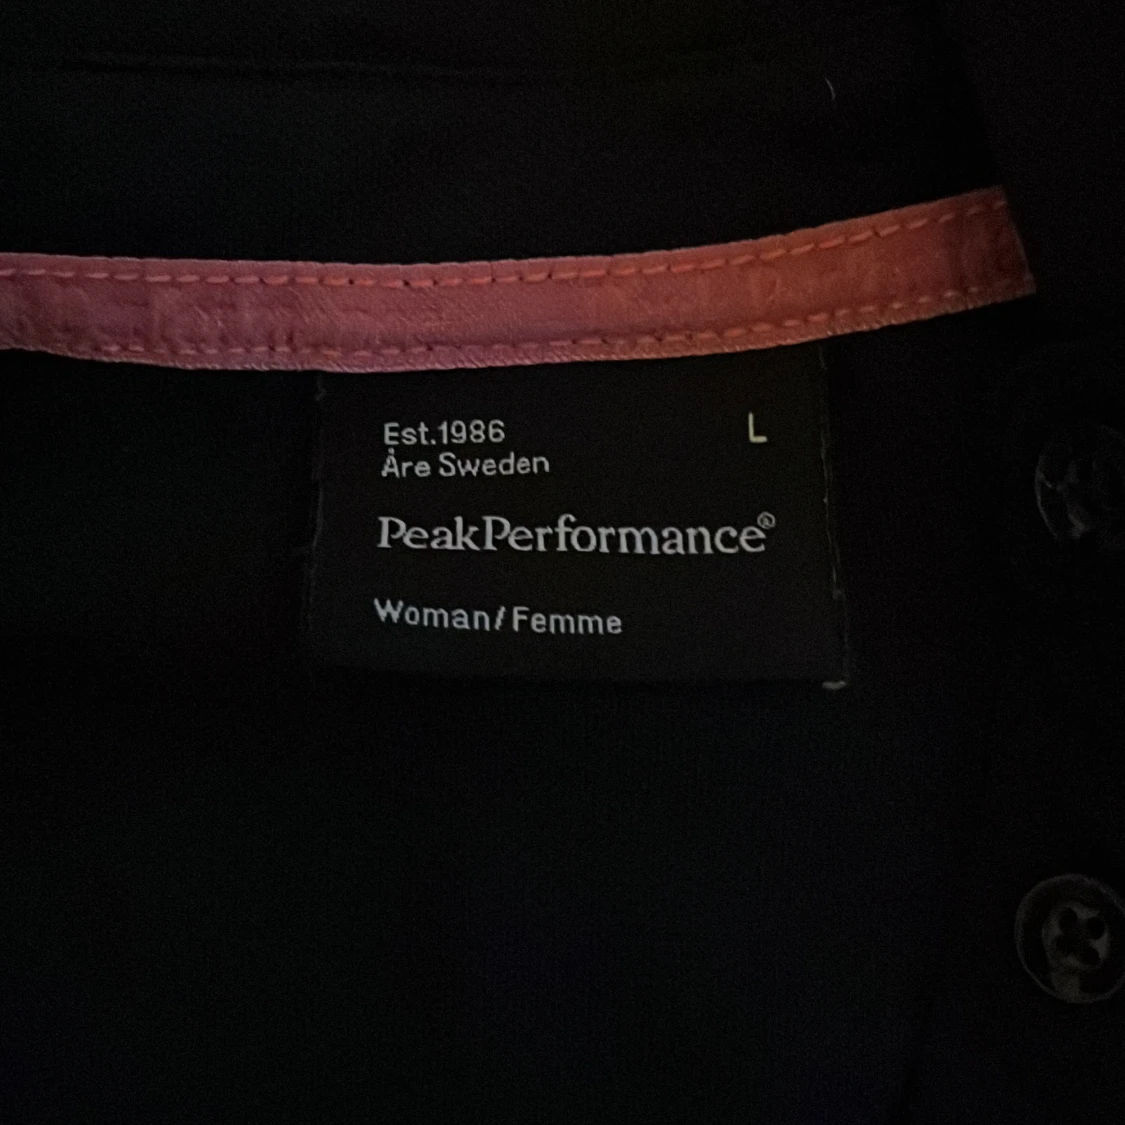 Est.1986 L
Åre Sweden
PeakPerformance®
Woman/Femme